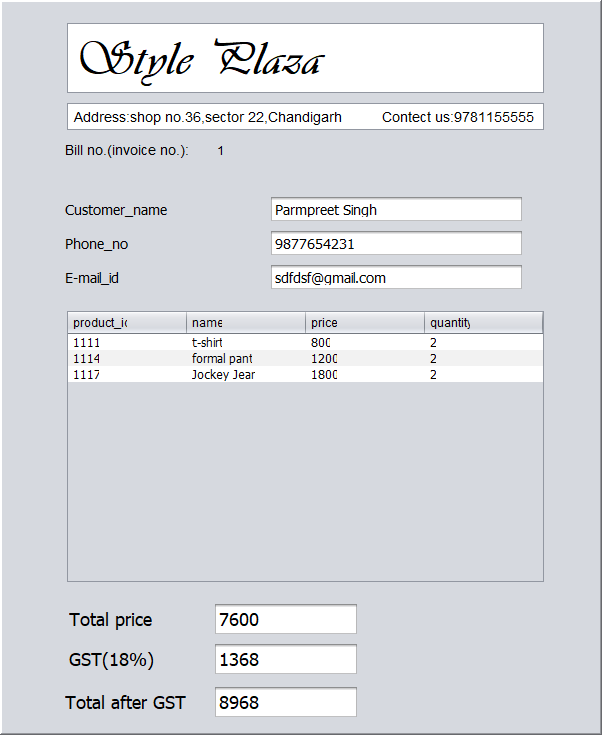 Style Plaza
Address:shop no.36,sector 22,Chandigarh Contect us:9781155555
Bill no.(invoice no.): 1
Customer_name Parmpreet Singh
Phone_no 9877654231
E-mail_id sdfdsf@gmail.com
product_id name price quantity
1111 t-shirt 800 2
1114 formal pant 1200 2
1117 Jockey Jear 1800 2
Total price 7600
GST(18%) 1368
Total after GST 8968